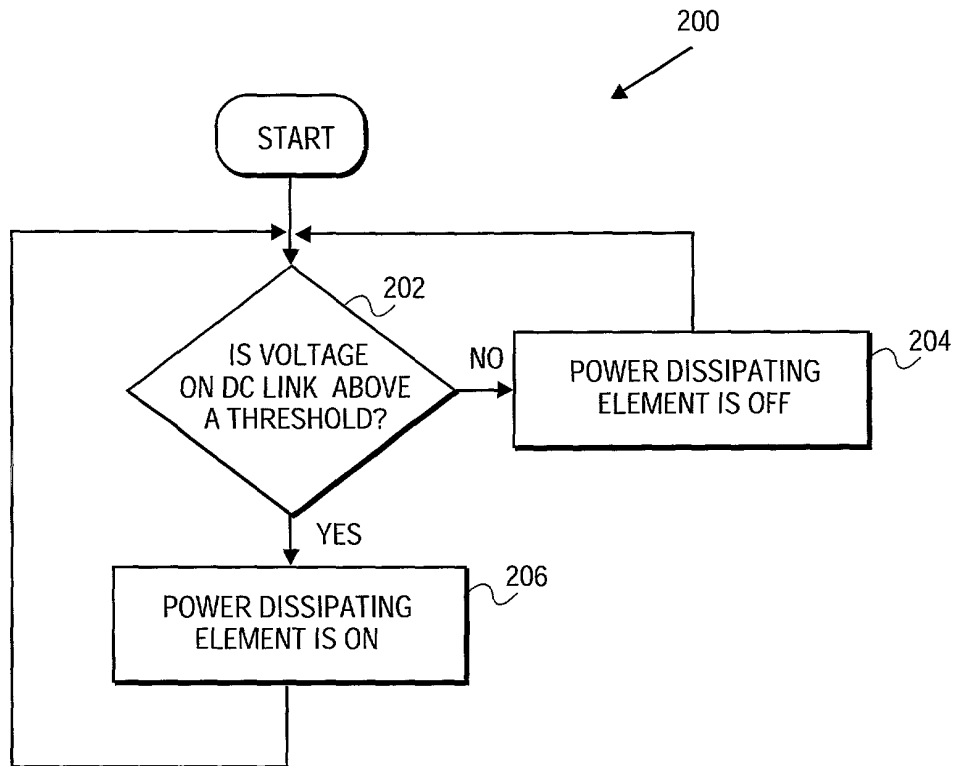 200
START
202
IS VOLTAGE
ON DC LINK ABOVE
A THRESHOLD?
NO
204
POWER DISSIPATING
ELEMENT IS OFF
YES
206
POWER DISSIPATING
ELEMENT IS ON